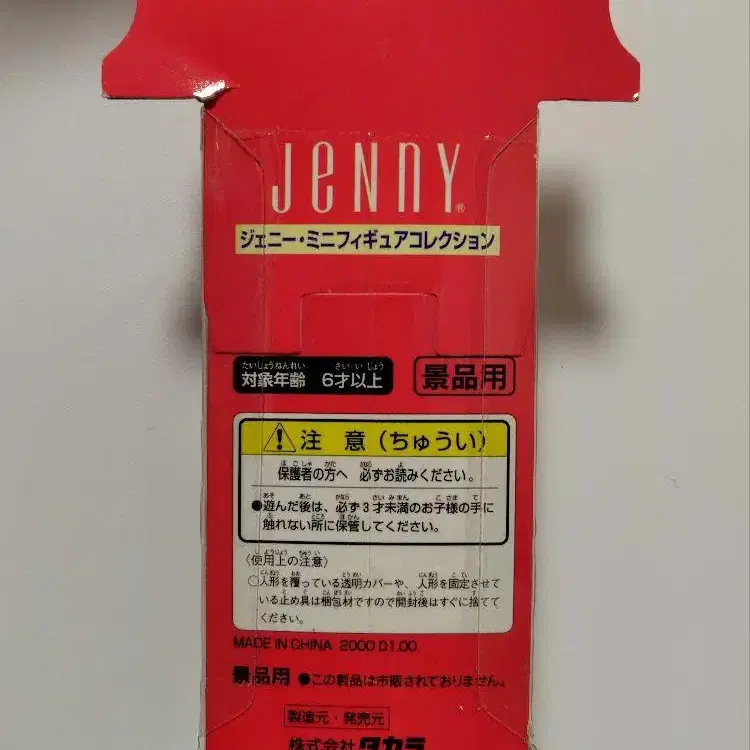 JENNY®
ジェニー・ミニフィギュアコレクション
対象年齢 6才以上
景品用
注 意 (ちゅうい)
保護者の方へ 必ずお読みください。
●遊んだ後は、必ず3才未満のお子様の手に
触れない所に保管してください。
〈使用上の注意〉
○人形を覆っている透明カバーや、人形を固定させて
いる止め具は梱包材ですので開封後はすぐに捨てて
ください。
MADE IN CHINA 2000 01.00
景品用 ●この製品は市販されておりません。
製造元・発売元
株式会社 タカラ